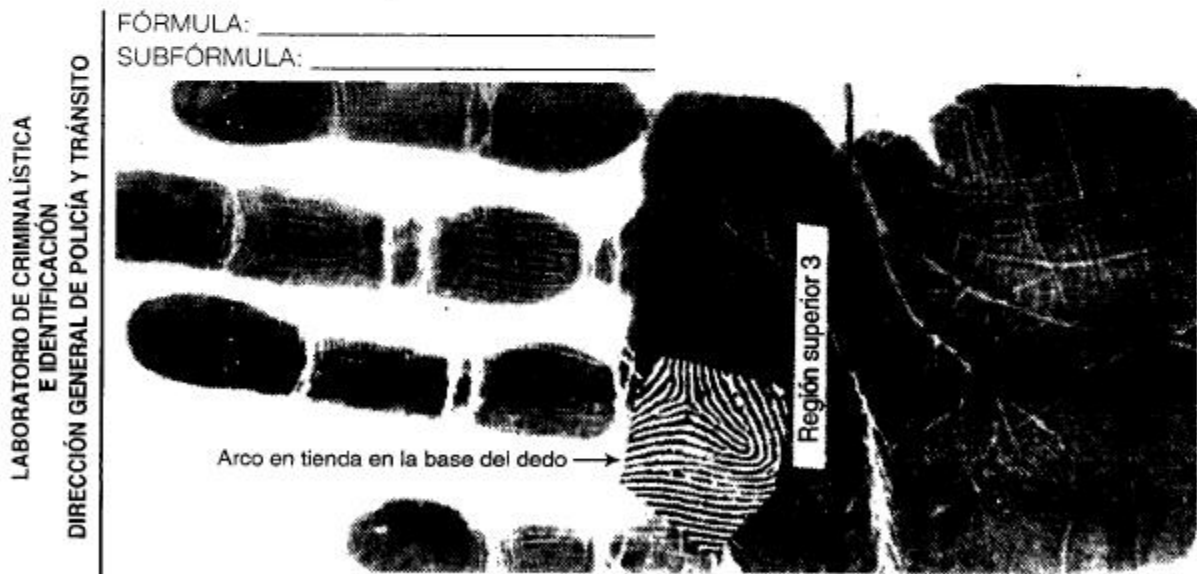 FÓRMULA:
SUBFÓRMULA:
LABORATORIO DE CRIMINALÍSTICA
E IDENTIFICACIÓN
DIRECCIÓN GENERAL DE POLICÍA Y TRÁNSITO
Región superior 3
Arco en tienda en la base del dedo